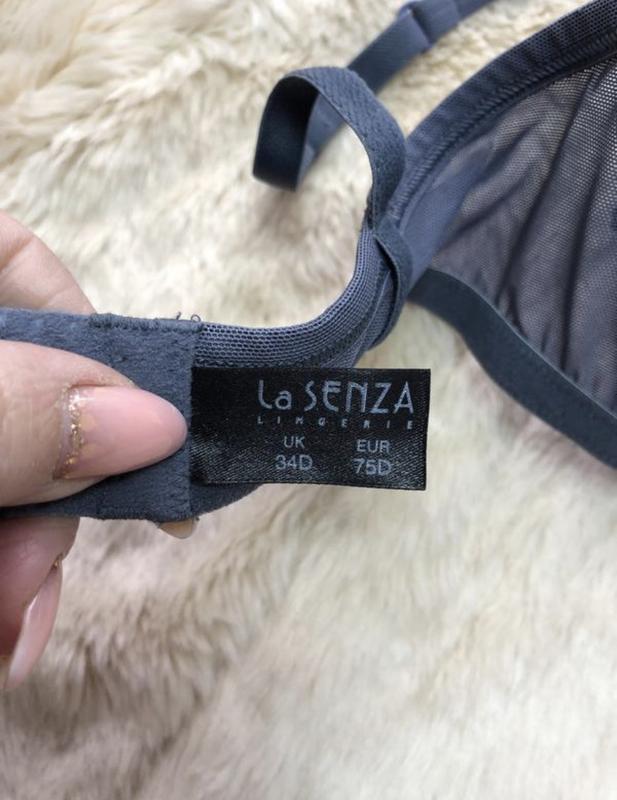 La SENZA
LINGERIE
UK EUR
34D 75D